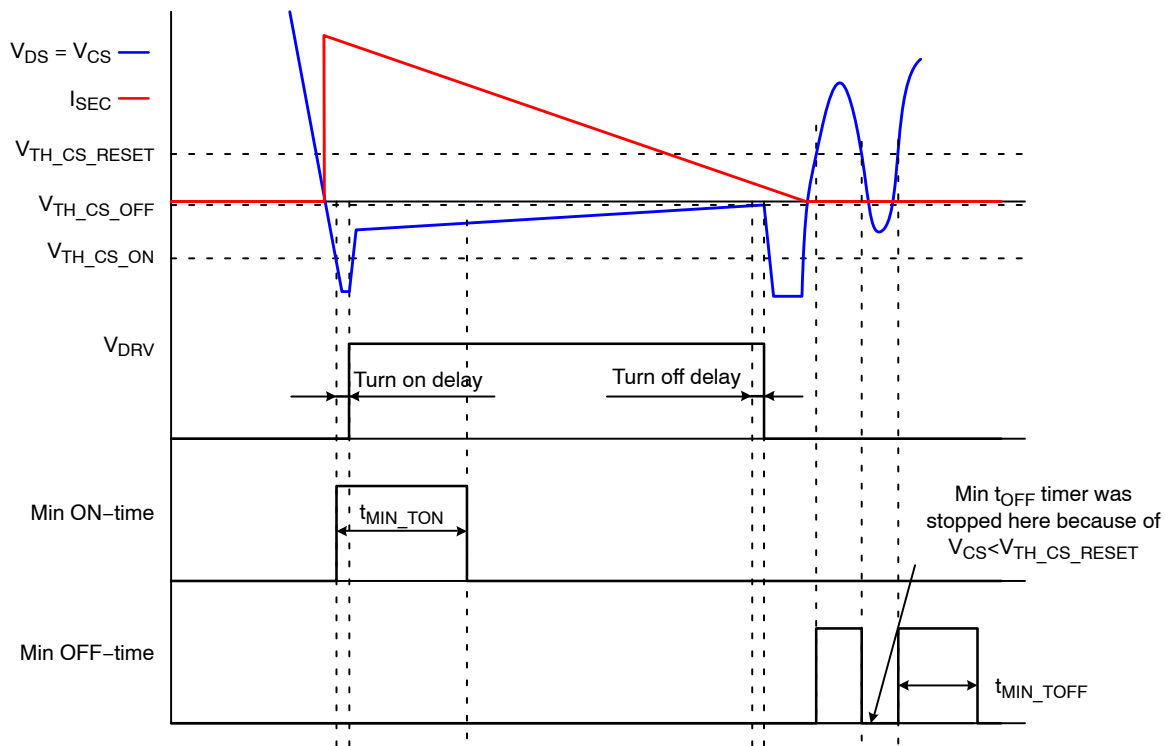 VDS = VCS
ISEC
VTH_CS_RESET
VTH_CS_OFF
VTH_CS_ON
VDRV
Turn on delay
Turn off delay
Min ON−time
tMIN_TON
Min tOFF timer was
stopped here because of
VCS<VTH_CS_RESET
Min OFF−time
tMIN_TOFF